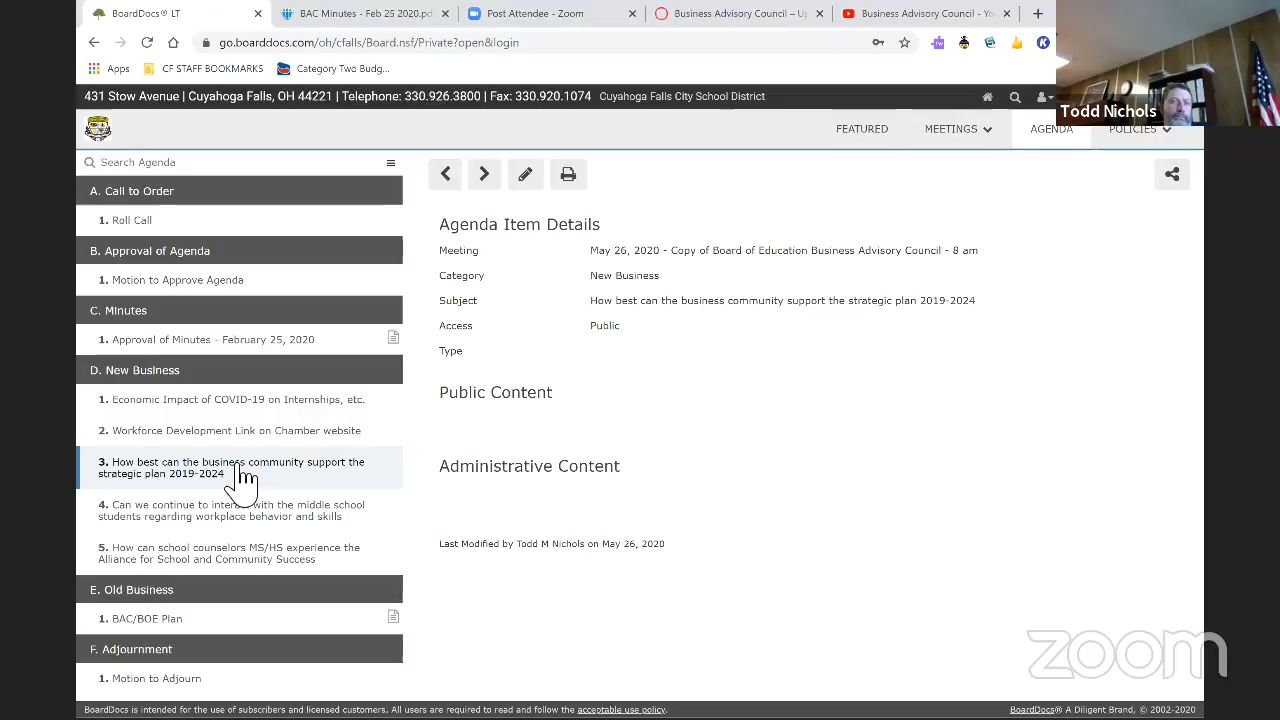 BoardDocs® LT
BAC Minutes - Feb 25 2020.pd
Post Attendee - Zoom
Business Advisory Council – Up
Business Advisory Council - Yo
go.boarddocs.com/oh/cfalls/Board.nsf/Private?open&login
Apps
CF STAFF BOOKMARKS
Category Two Budg...
Todd Nichols
431 Stow Avenue | Cuyahoga Falls, OH 44221 | Telephone: 330.926.3800 | Fax: 330.920.1074 Cuyahoga Falls City School District
FEATURED
MEETINGS
AGENDA
POLICIES
Search Agenda
A. Call to Order
1. Roll Call
B. Approval of Agenda
1. Motion to Approve Agenda
C. Minutes
1. Approval of Minutes - February 25, 2020
D. New Business
1. Economic Impact of COVID-19 on Internships, etc.
2. Workforce Development Link on Chamber website
3. How best can the business community support the
strategic plan 2019-2024
4. Can we continue to interact with the middle school
students regarding workplace behavior and skills
5. How can school counselors MS/HS experience the
Alliance for School and Community Success
E. Old Business
1. BAC/BOE Plan
F. Adjournment
1. Motion to Adjourn
Agenda Item Details
Meeting May 26, 2020 - Copy of Board of Education Business Advisory Council - 8 am
Category New Business
Subject How best can the business community support the strategic plan 2019-2024
Access Public
Type
Public Content
Administrative Content
Last Modified by Todd M Nichols on May 26, 2020
zoom
BoardDocs is intended for the use of subscribers and licensed customers. All users are required to read and follow the acceptable use policy.
BoardDocs® A Diligent Brand, © 2002-2020